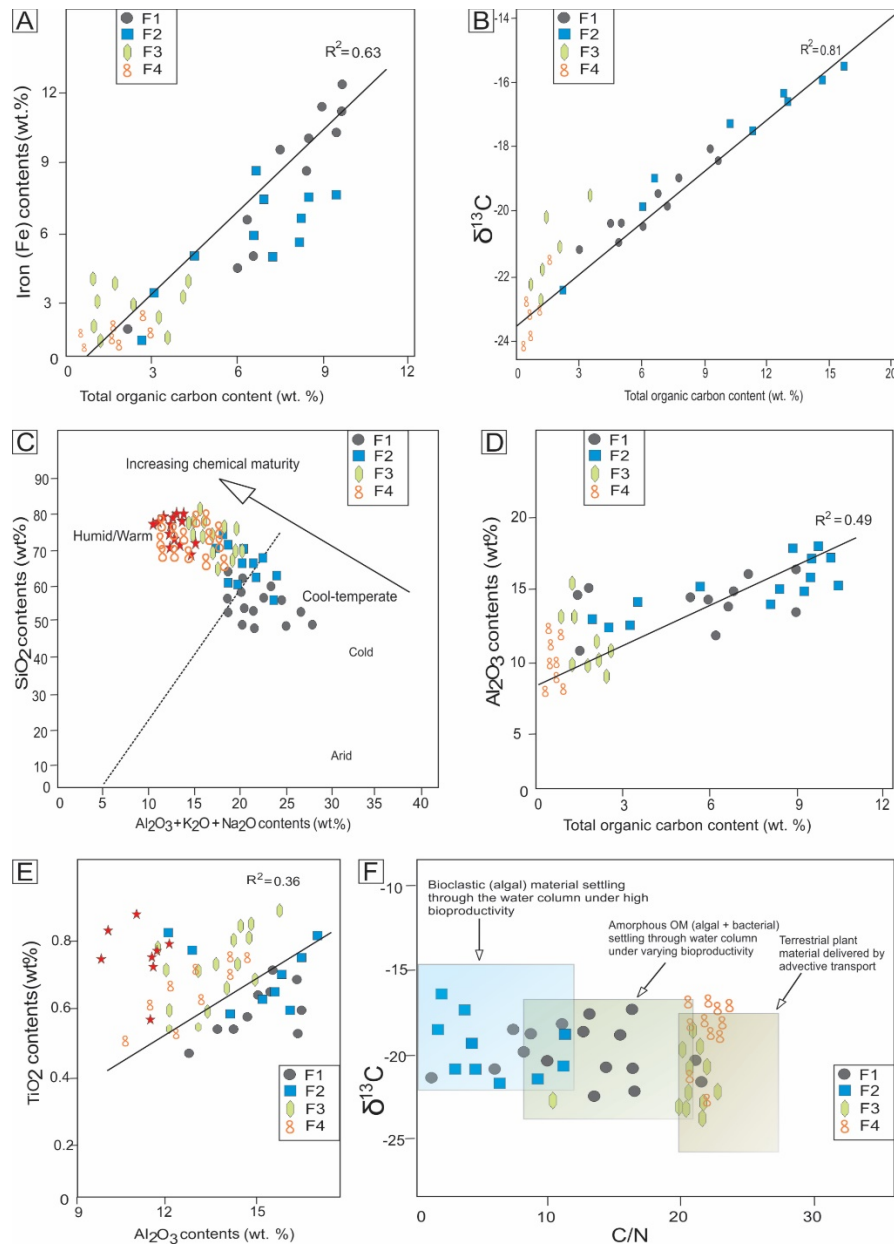 A
F1
F2
F3
F4
R2=0.63
12
9
6
3
0
3
6
9
12
Iron (Fe) contents (wt.%)
Total organic carbon content (wt. %)
B
F1
F2
F3
F4
R2=0.81
-14
-16
-18
-20
-22
-24
0
3
6
10
13
16
20
δ13C
Total organic carbon content (wt. %)
C
F1
F2
F3
F4
Increasing chemical maturity
Humid/Warm
Cool-temperate
Cold
Arid
90
80
70
60
50
40
30
20
10
0
0
5
10
15
20
25
30
40
SiO2 contents (wt.%)
Al2O3+K2O+Na2O contents (wt.%)
D
F1
F2
F3
F4
R2=0.49
20
15
10
5
0
0
3
6
9
12
Al2O3 contents (wt%)
Total organic carbon content (wt. %)
E
R2=0.36
0.8
0.6
0.4
0.2
0
9
12
15
F1
F2
F3
F4
TiO2 contents(wt%)
Al2O3 contents (wt. %)
F
Bioclastic (algal) material settling
through the water column under high
bioproductivity
Amorphous OM (algal + bacterial)
settling through water column
under varying bioproductivity
Terrestrial plant
material delivered by
advective transport
-10
-15
-20
-25
0
10
20
30
F1
F2
F3
F4
δ13C
C/N